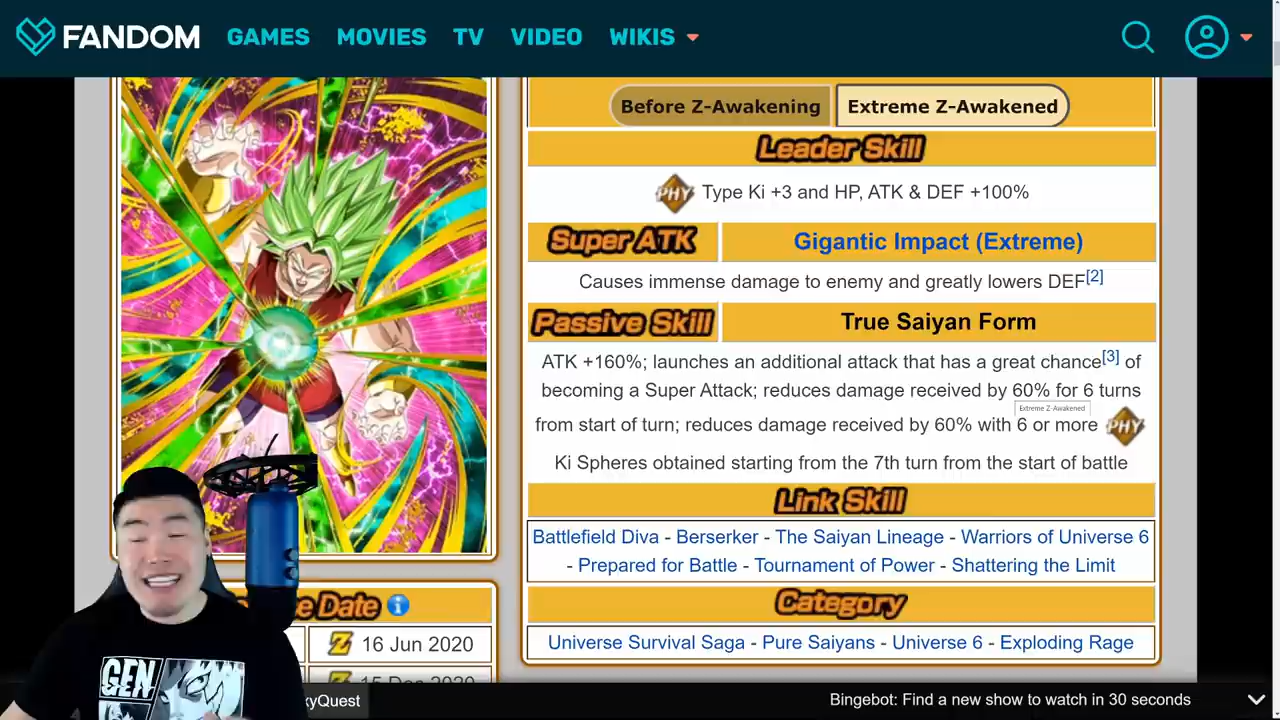 FANDOM GAMES MOVIES TV VIDEO WIKIS
Before Z-Awakening Extreme Z-Awakened
Leader Skill
PHY Type Ki +3 and HP, ATK & DEF +100%
Super ATK Gigantic Impact (Extreme)
Causes immense damage to enemy and greatly lowers DEF[2]
Passive Skill True Saiyan Form
ATK +160%; launches an additional attack that has a great chance[3] of
becoming a Super Attack; reduces damage received by 60% for 6 turns
Extreme Z-Awakened
from start of turn; reduces damage received by 60% with 6 or more PHY
Ki Spheres obtained starting from the 7th turn from the start of battle
Link Skill
Battlefield Diva - Berserker - The Saiyan Lineage - Warriors of Universe 6
- Prepared for Battle - Tournament of Power - Shattering the Limit
Category
Universe Survival Saga - Pure Saiyans - Universe 6 - Exploding Rage
Date i
Z 16 Jun 2020
GEN
kyQuest
Bingebot: Find a new show to watch in 30 seconds